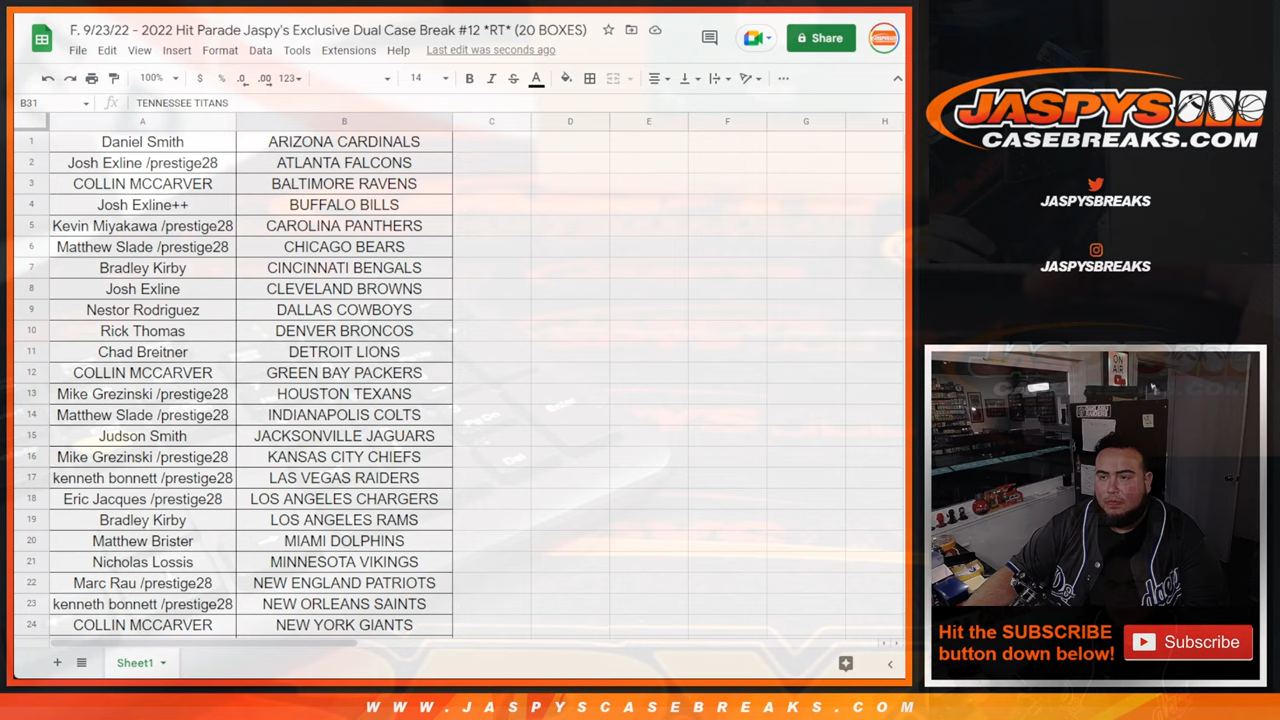 F. 9/23/22 - 2022 Hit Parade Jaspy's Exclusive Dual Case Break #12 *RT* (20 BOXES)
File Edit View Insert Format Data Tools Extensions Help Last edit was seconds ago
Share
100% $ % .0 .00 123 14 B I S A
B31 fx TENNESSEE TITANS
A B C D E F G H
1 Daniel Smith ARIZONA CARDINALS
2 Josh Exline /prestige28 ATLANTA FALCONS
3 COLLIN MCCARVER BALTIMORE RAVENS
4 Josh Exline++ BUFFALO BILLS
5 Kevin Miyakawa /prestige28 CAROLINA PANTHERS
6 Matthew Slade /prestige28 CHICAGO BEARS
7 Bradley Kirby CINCINNATI BENGALS
8 Josh Exline CLEVELAND BROWNS
9 Nestor Rodriguez DALLAS COWBOYS
10 Rick Thomas DENVER BRONCOS
11 Chad Breitner DETROIT LIONS
12 COLLIN MCCARVER GREEN BAY PACKERS
13 Mike Grezinski /prestige28 HOUSTON TEXANS
14 Matthew Slade /prestige28 INDIANAPOLIS COLTS
15 Judson Smith JACKSONVILLE JAGUARS
16 Mike Grezinski /prestige28 KANSAS CITY CHIEFS
17 kenneth bonnett /prestige28 LAS VEGAS RAIDERS
18 Eric Jacques /prestige28 LOS ANGELES CHARGERS
19 Bradley Kirby LOS ANGELES RAMS
20 Matthew Brister MIAMI DOLPHINS
21 Nicholas Lossis MINNESOTA VIKINGS
22 Marc Rau /prestige28 NEW ENGLAND PATRIOTS
23 kenneth bonnett /prestige28 NEW ORLEANS SAINTS
24 COLLIN MCCARVER NEW YORK GIANTS
Sheet1
JASPYS
CASEBREAKS.COM
JASPYSBREAKS
JASPYSBREAKS
ON AIR
Hit the SUBSCRIBE
button down below!
Subscribe
WWW.JASPYSCASEBREAKS.COM